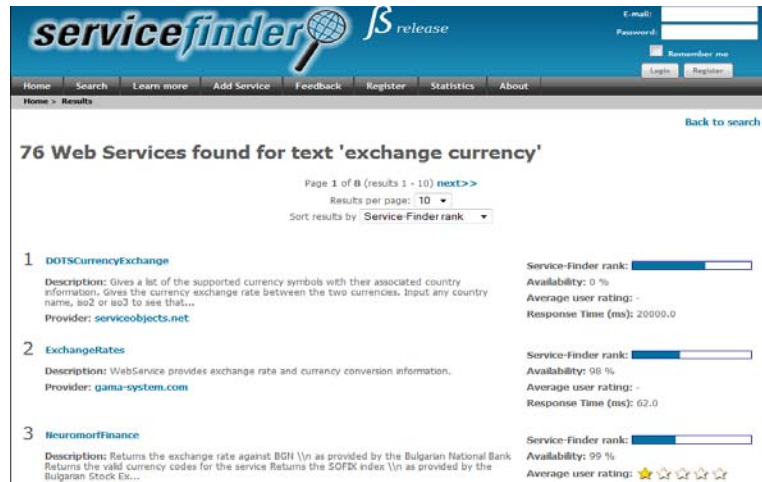 servicefinder
β release
E-mail:
Password:
Remember me
Login Register
Home Search Learn more Add Service Feedback Register Statistics About
Home > Results
Back to search
76 Web Services found for text 'exchange currency'
Page 1 of 8 (results 1 - 10) next>>
Results per page: 10
Sort results by Service-Finder rank
1 DOTSCurrencyExchange
Description: Gives a list of the supported currency symbols with their associated country
information. Gives the currency exchange rate between the two currencies. Input any country
name, iso2 or iso3 to see that...
Provider: serviceobjects.net
Service-Finder rank:
Availability: 0 %
Average user rating: -
Response Time (ms): 20000.0
2 ExchangeRates
Description: WebService provides exchange rate and currency conversion information.
Provider: gama-system.com
Service-Finder rank:
Availability: 98 %
Average user rating: -
Response Time (ms): 62.0
3 NeuromorfFinance
Description: Returns the exchange rate against BGN \\n as provided by the Bulgarian National Bank
Returns the valid currency codes for the service Returns the SOFIX index \\n as provided by the
Bulgarian Stock Ex...
Service-Finder rank:
Availability: 99 %
Average user rating: